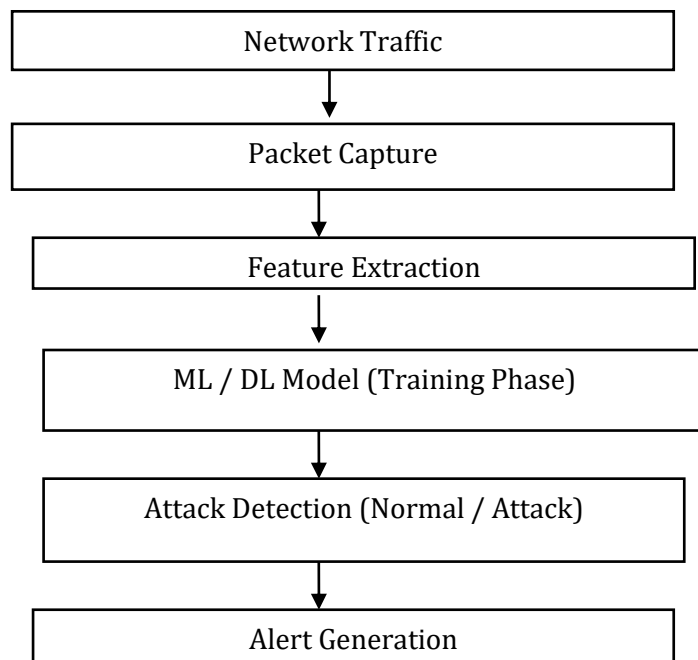 Network Traffic
Packet Capture
Feature Extraction
ML / DL Model (Training Phase)
Attack Detection (Normal / Attack)
Alert Generation